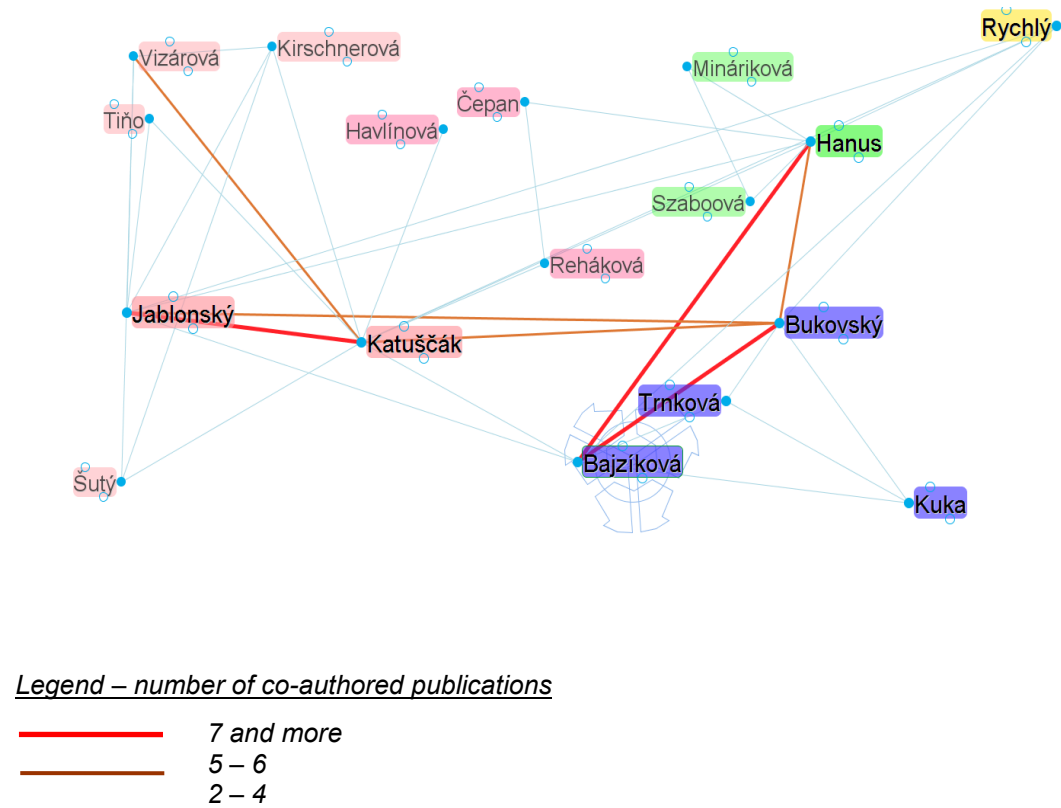 Rychlý
Vizárová
Kirschnerová
Mináriková
Čepan
Tiňo
Havlínová
Hanus
Szaboová
Reháková
Jablonský
Katuščák
Bukovský
Trnková
Bajzíková
Šutý
Kuka
Legend – number of co-authored publications
7 and more
5 – 6
2 – 4